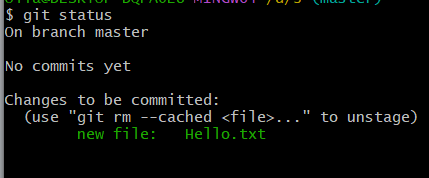 $ git status
On branch master
No commits yet
Changes to be committed:
(use "git rm --cached <file>..." to unstage)
new file: Hello.txt